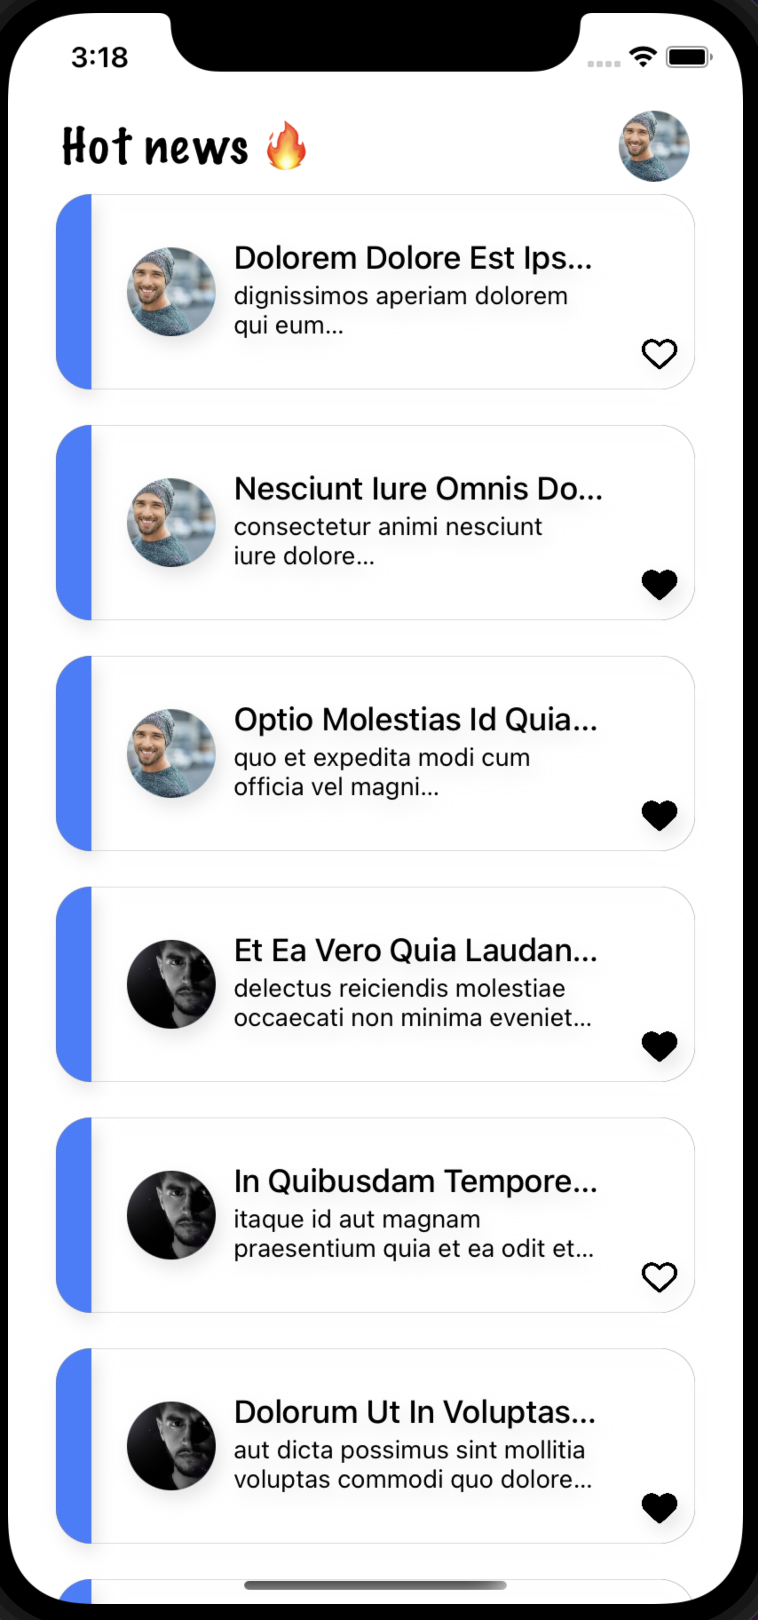 3:18
Hot news 🔥
Dolorem Dolore Est Ips...
dignissimos aperiam dolorem
qui eum...
Nesciunt Iure Omnis Do...
consectetur animi nesciunt
iure dolore...
Optio Molestias Id Quia...
quo et expedita modi cum
officia vel magni...
Et Ea Vero Quia Laudan...
delectus reiciendis molestiae
occaecati non minima eveniet...
In Quibusdam Tempore...
itaque id aut magnam
praesentium quia et ea odit et...
Dolorum Ut In Voluptas...
aut dicta possimus sint mollitia
voluptas commodi quo dolore...